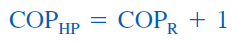 COP_HP = COP_R + 1